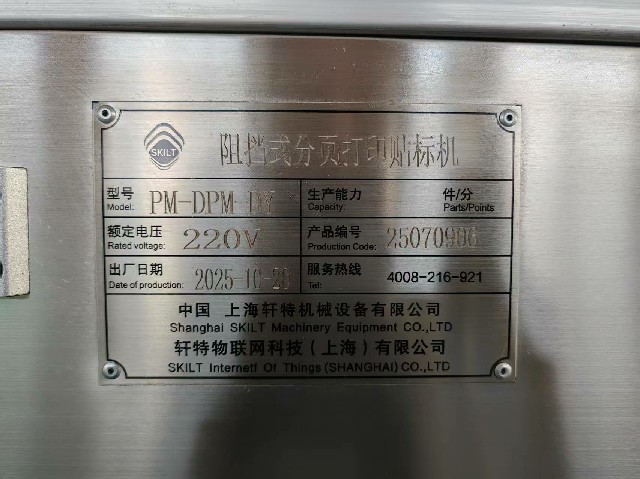 SKILT
阻挡式分页打印贴标机
型号 PM-DPM-D7 生产能力 件/分
Model: Capacity: Parts/Points
额定电压 220V 产品编号 25070906
Rated voltage: Production Code:
出厂日期 2025-10-20 服务热线 4008-216-921
Date of production: Tel:
中国 上海轩特机械设备有限公司
Shanghai SKILT Machinery Equipment CO.,LTD
轩特物联网科技(上海)有限公司
SKILT Internetf Of Things(SHANGHAI)CO.,LTD